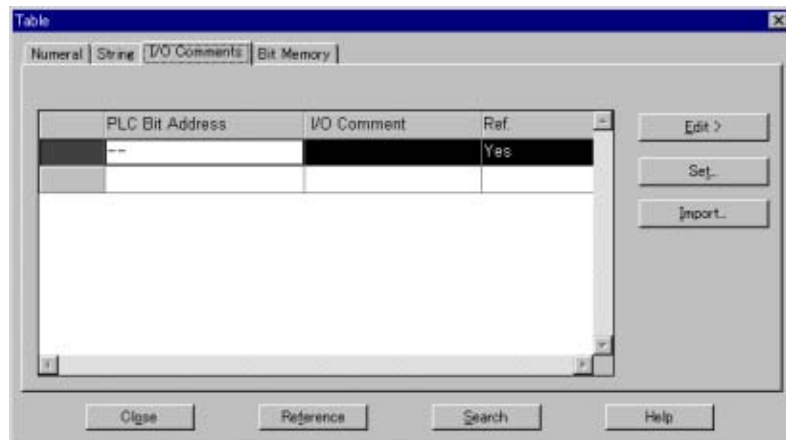 Table
Numeral String I/O Comments Bit Memory
PLC Bit Address I/O Comment Ref.
-- Yes
Edit >
Set..
Import..
Close Reference Search Help